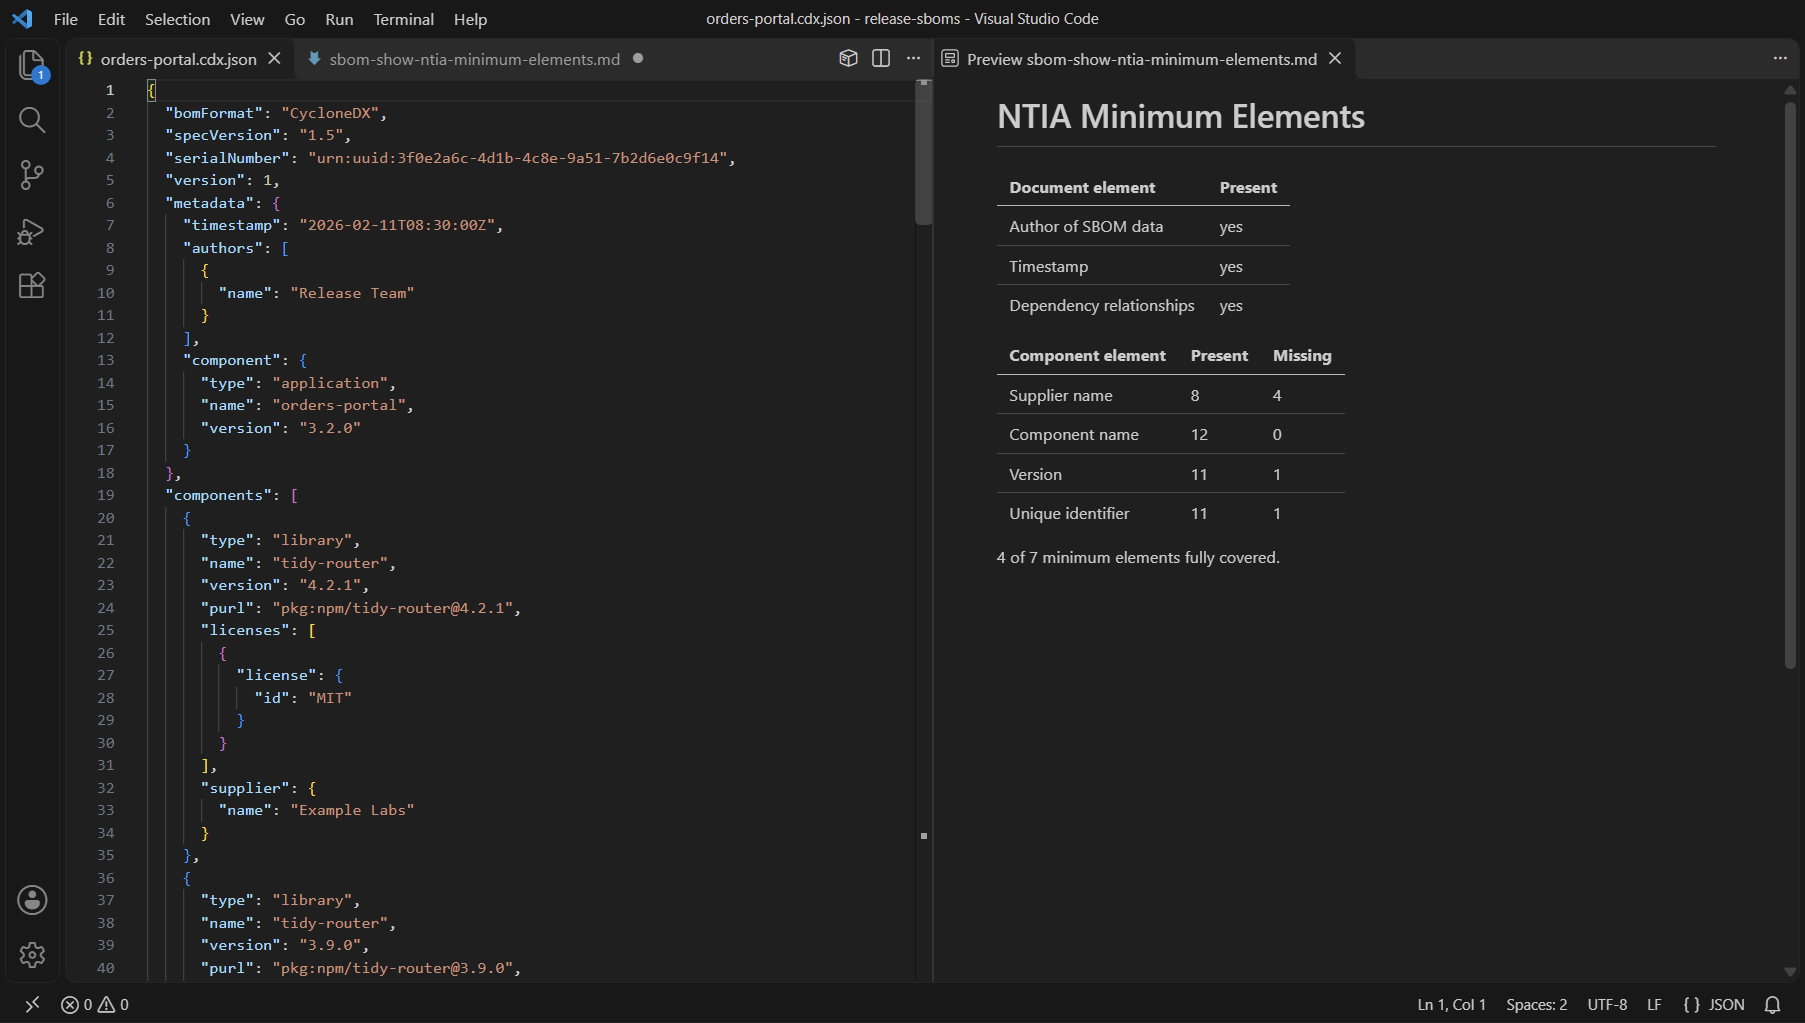 File Edit Selection View Go Run Terminal Help
orders-portal.cdx.json - release-sboms - Visual Studio Code
orders-portal.cdx.json
sbom-show-ntia-minimum-elements.md
Preview sbom-show-ntia-minimum-elements.md
1
1 {
2 "bomFormat": "CycloneDX",
3 "specVersion": "1.5",
4 "serialNumber": "urn:uuid:3f0e2a6c-4d1b-4c8e-9a51-7b2d6e0c9f14",
5 "version": 1,
6 "metadata": {
7 "timestamp": "2026-02-11T08:30:00Z",
8 "authors": [
9 {
10 "name": "Release Team"
11 }
12 ],
13 "component": {
14 "type": "application",
15 "name": "orders-portal",
16 "version": "3.2.0"
17 }
18 },
19 "components": [
20 {
21 "type": "library",
22 "name": "tidy-router",
23 "version": "4.2.1",
24 "purl": "pkg:npm/tidy-router@4.2.1",
25 "licenses": [
26 {
27 "license": {
28 "id": "MIT"
29 }
30 }
31 ],
32 "supplier": {
33 "name": "Example Labs"
34 }
35 },
36 {
37 "type": "library",
38 "name": "tidy-router",
39 "version": "3.9.0",
40 "purl": "pkg:npm/tidy-router@3.9.0",
NTIA Minimum Elements
Document element Present
Author of SBOM data yes
Timestamp yes
Dependency relationships yes
Component element Present Missing
Supplier name 8 4
Component name 12 0
Version 11 1
Unique identifier 11 1
4 of 7 minimum elements fully covered.
0 0
Ln 1, Col 1 Spaces: 2 UTF-8 LF {} JSON